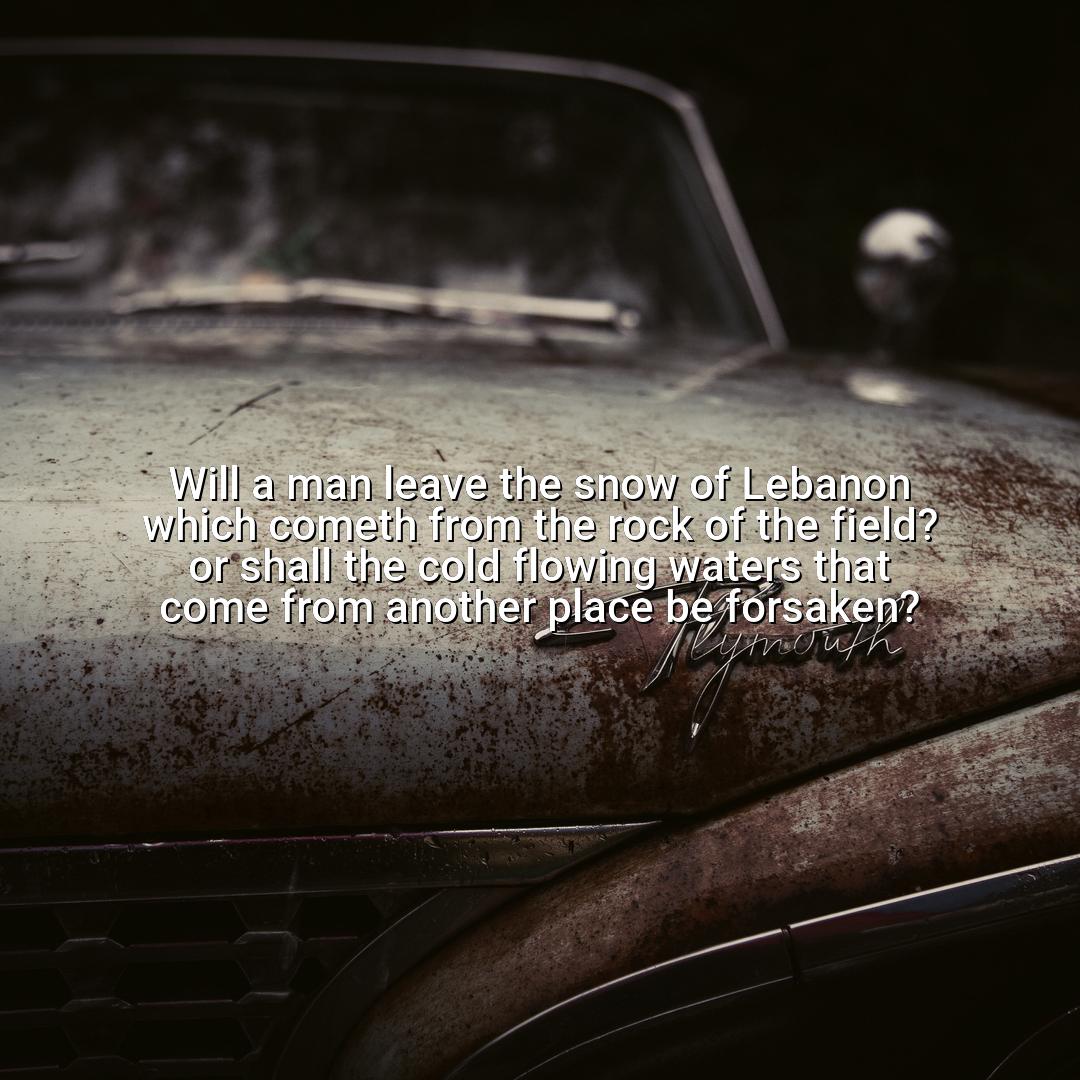 Will a man leave the snow of Lebanon
which cometh from the rock of the field?
or shall the cold flowing waters that
come from another place be forsaken?
Plymouth